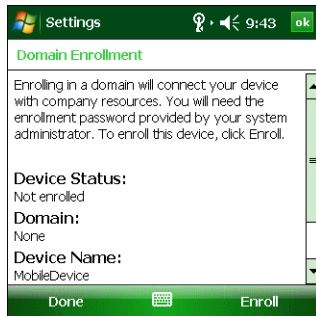 Settings 9:43 ok
Domain Enrollment
Enrolling in a domain will connect your device
with company resources. You will need the
enrollment password provided by your system
administrator. To enroll this device, click Enroll.
Device Status:
Not enrolled
Domain:
None
Device Name:
MobileDevice
Done Enroll